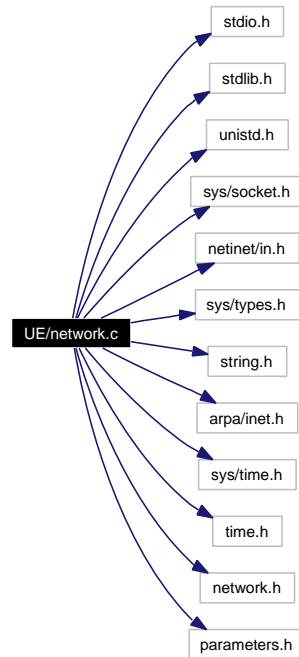 stdio.h
stdlib.h
unistd.h
sys/socket.h
netinet/in.h
sys/types.h
UE/network.c
string.h
arpa/inet.h
sys/time.h
time.h
network.h
parameters.h